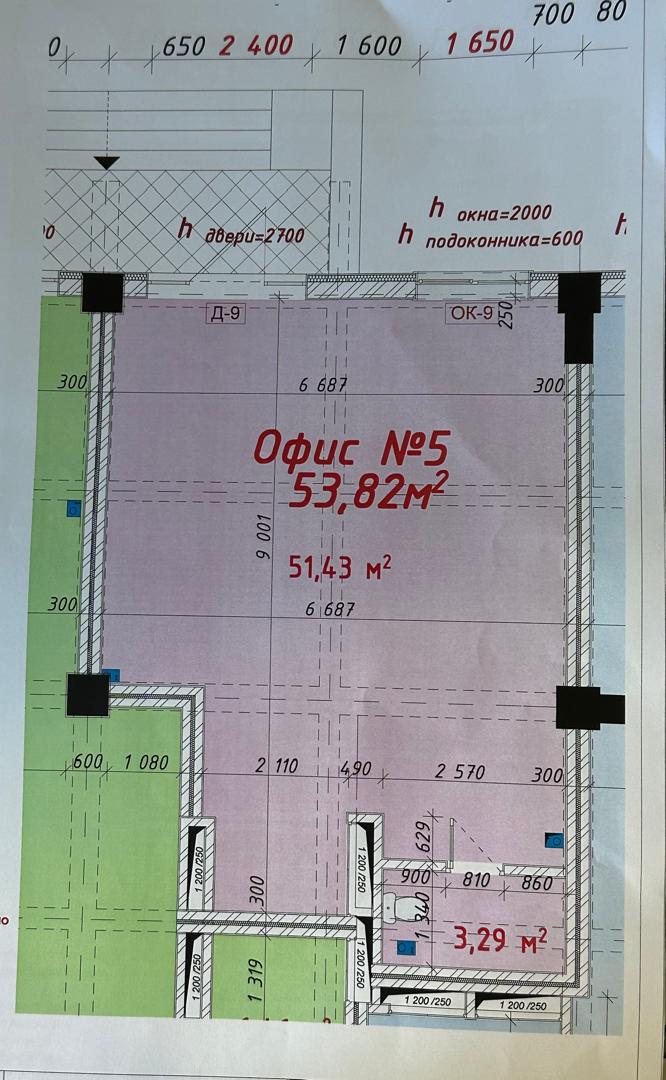 700 80
0 650 2 400 1 600 1 650
h окна=2000
h двери=2700
h подоконника=600
h
Д-9
ОК-9
250
300 6 687 300
Офис №5
53,82м²
9 001
51,43 м²
300 6 687
600 1 080 2 110 490 2 570 300
629
1 200/250
1 200/250
900 810 860
300
1 340
3,29 м²
1 319
1 200/250
1 200/250
1 200/250
1 200/250